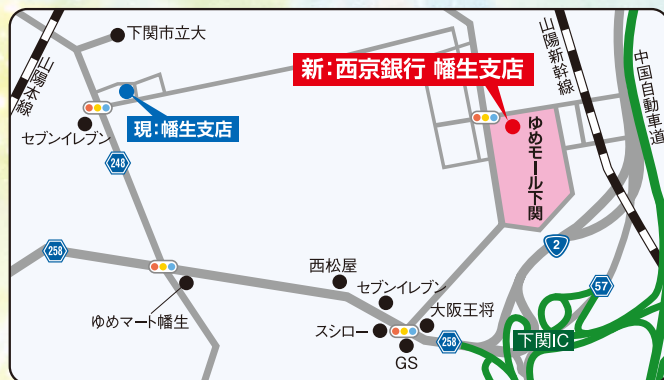 下関市立大
山陽本線
新：西京銀行 幡生支店
山陽新幹線
中国自動車道
現：幡生支店
セブンイレブン
ゆめモール下関
248
258
2
西松屋
セブンイレブン
57
大阪王将
ゆめマート幡生
スシロー
258
下関IC
GS